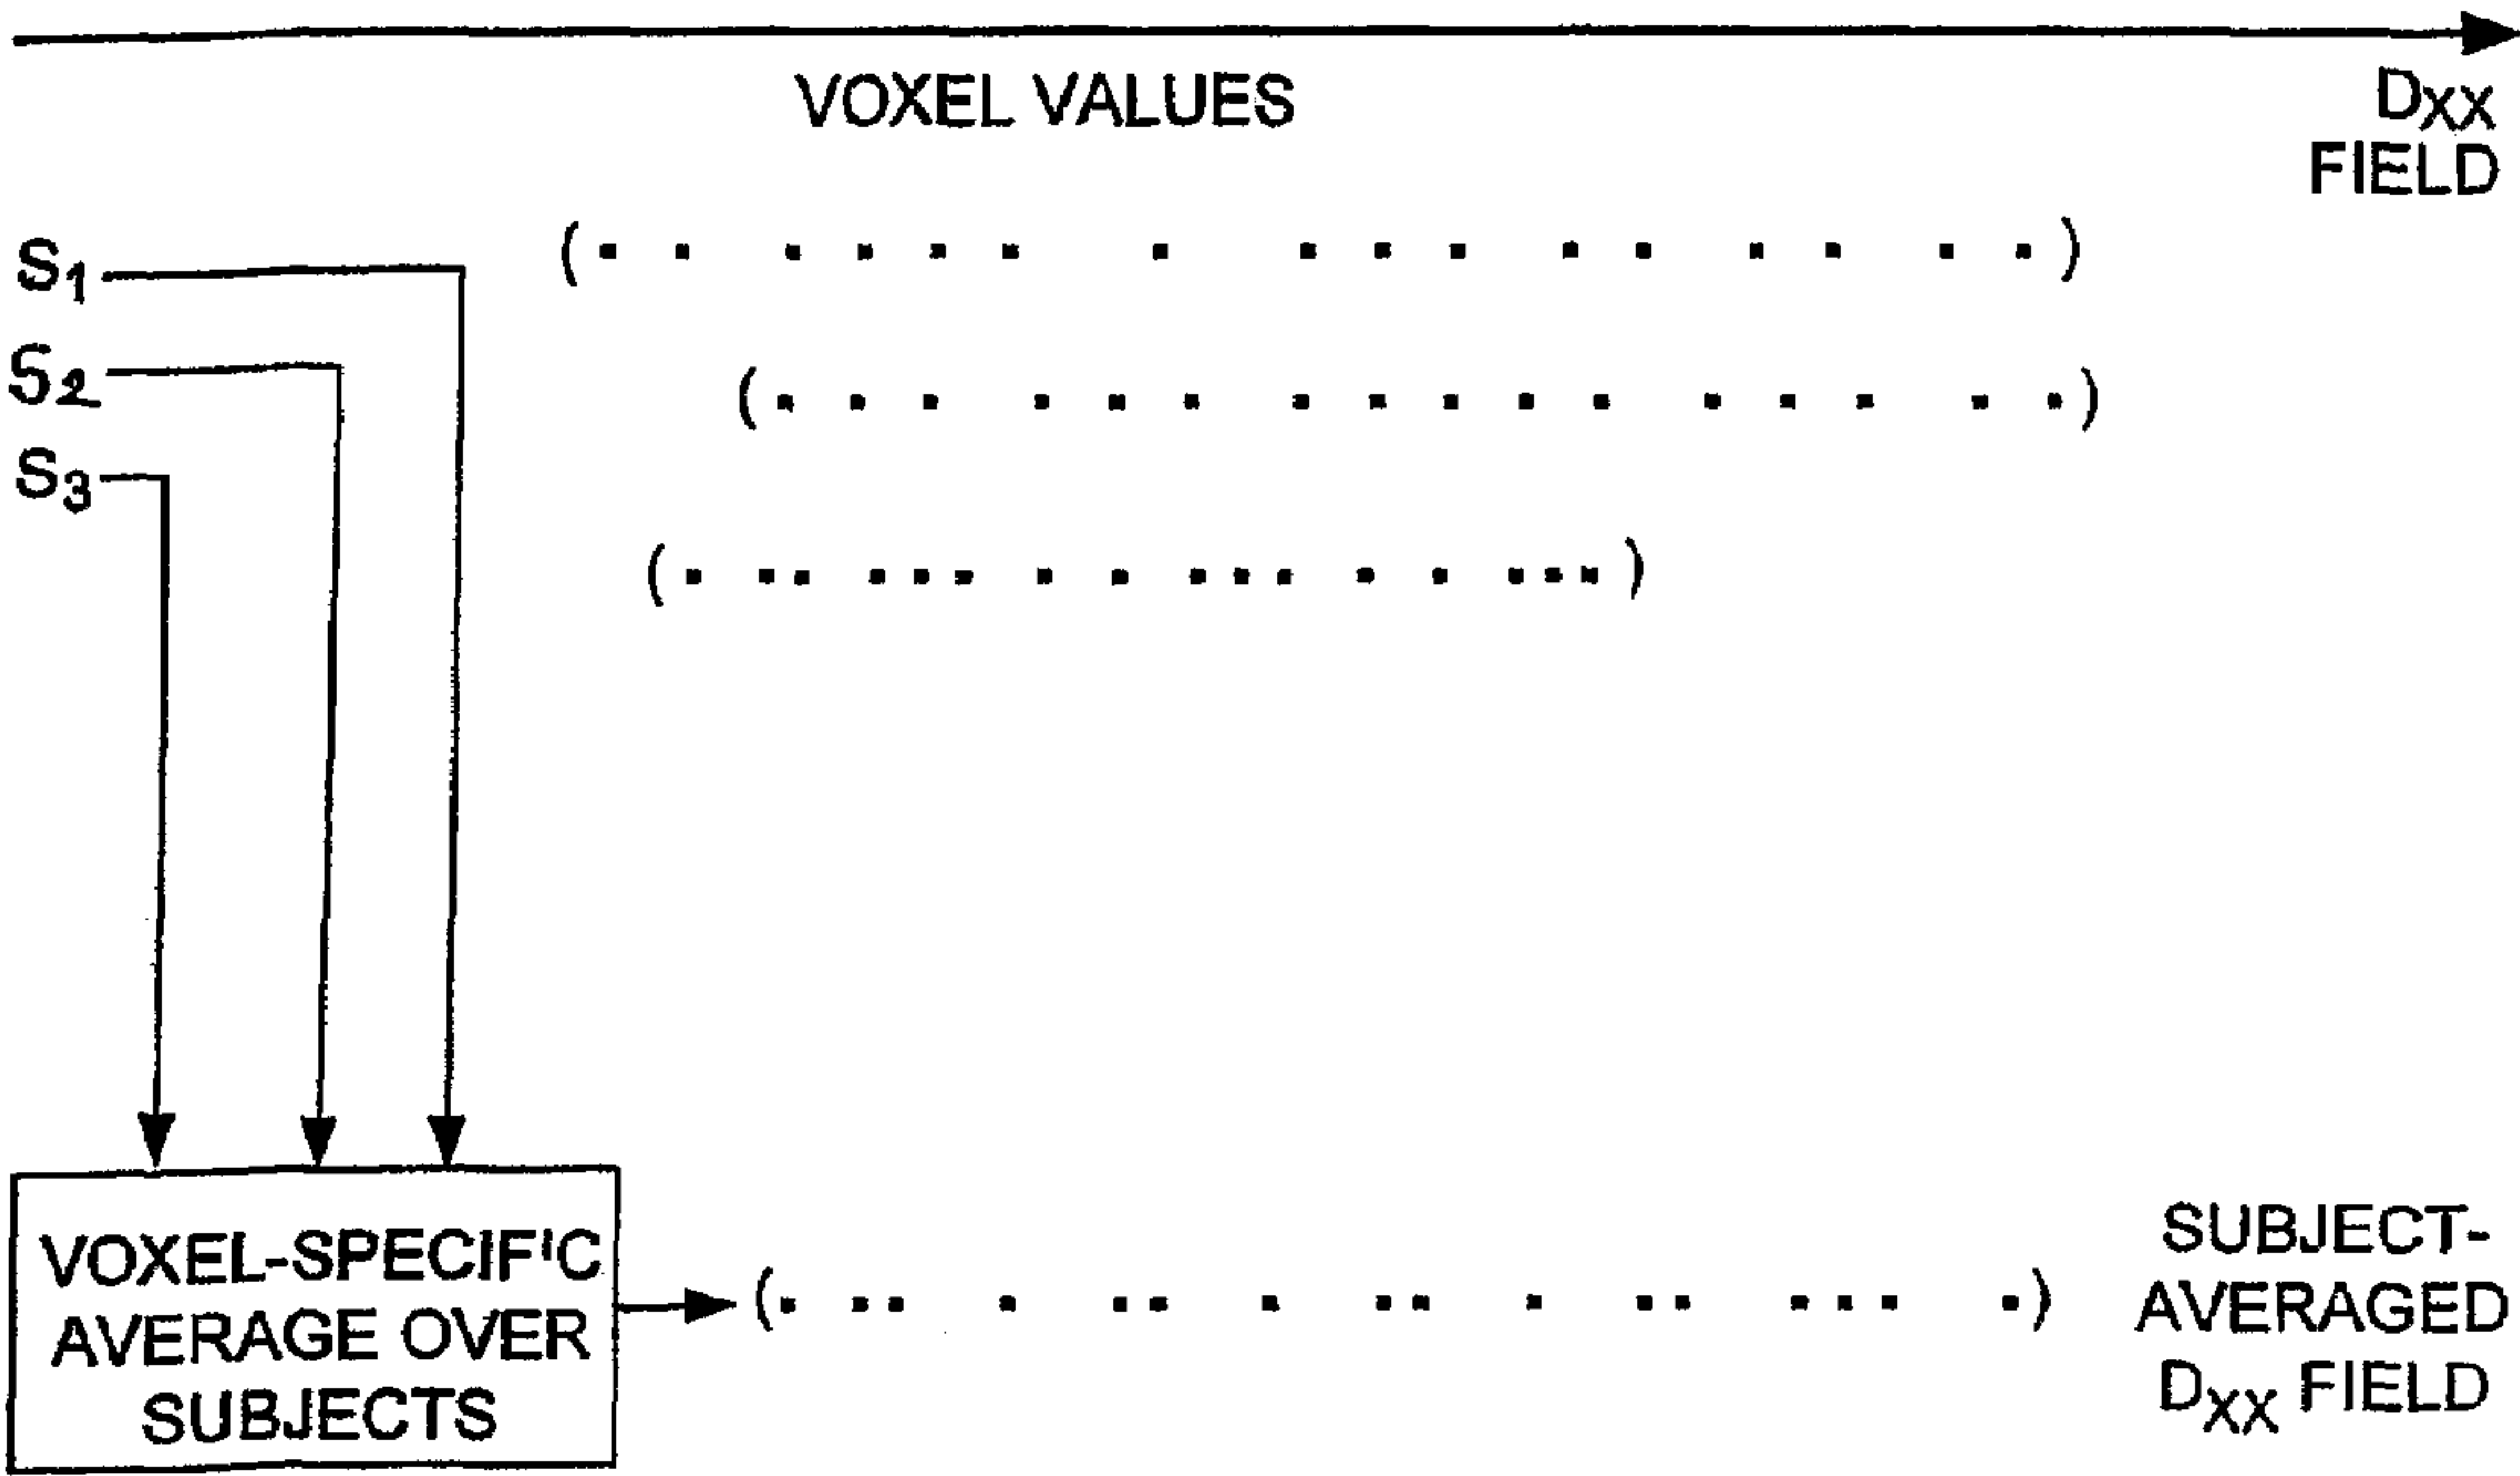 VOXEL VALUES
DXX
FIELD
S1
S2
S3
VOXEL-SPECIFIC
AVERAGE OVER
SUBJECTS
SUBJECT-
AVERAGED
DXX FIELD